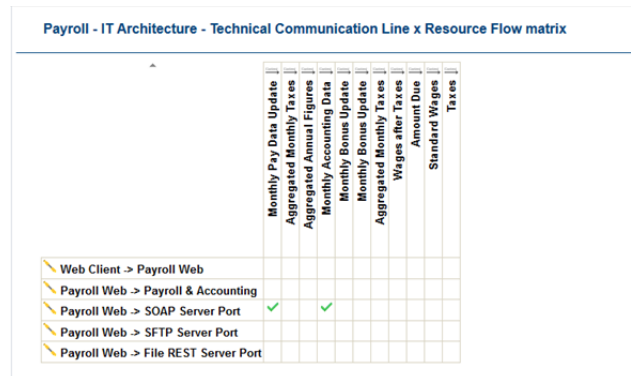 Payroll - IT Architecture - Technical Communication Line x Resource Flow matrix
Monthly Pay Data Update
Aggregated Monthly Taxes
Aggregated Annual Figures
Monthly Accounting Data
Monthly Bonus Update
Monthly Bonus Update
Aggregated Monthly Taxes
Wages after Taxes
Amount Due
Standard Wages
Taxes
Web Client -> Payroll Web
Payroll Web -> Payroll & Accounting
Payroll Web -> SOAP Server Port
Payroll Web -> SFTP Server Port
Payroll Web -> File REST Server Port